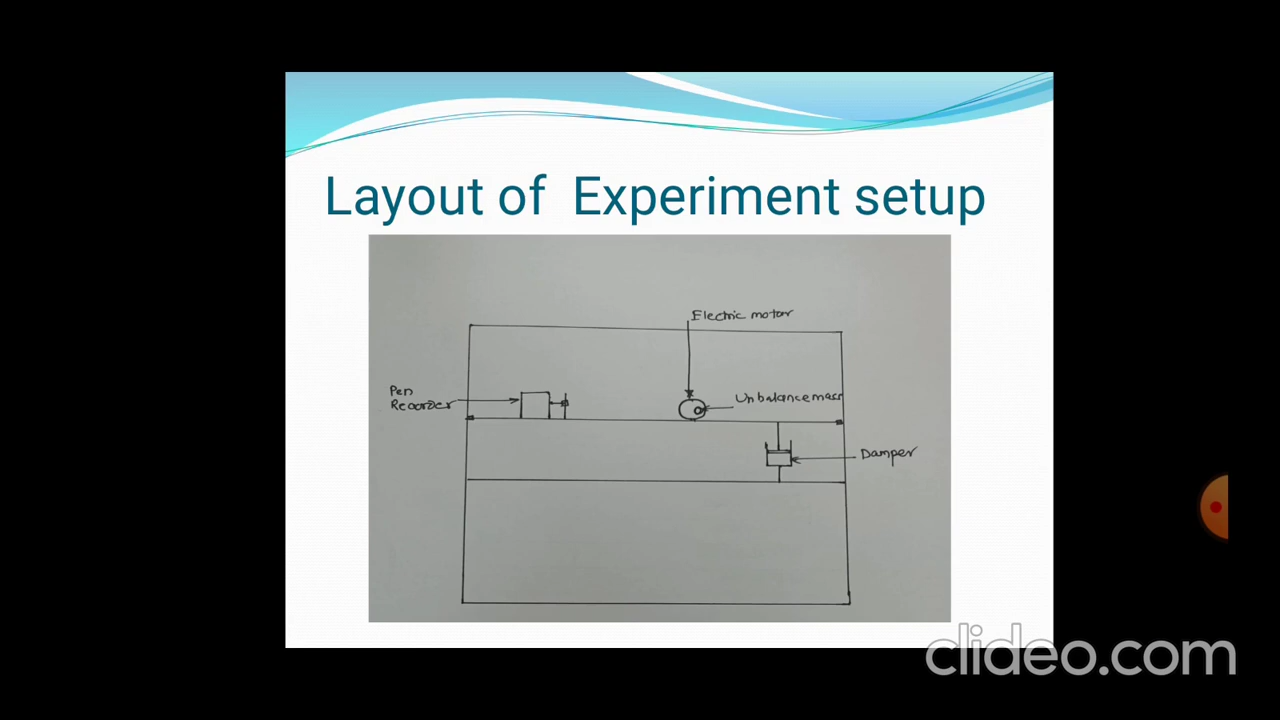 Layout of Experiment setup
Electric motor
Pen
Recorder
Unbalance mass
Damper
clideo.com